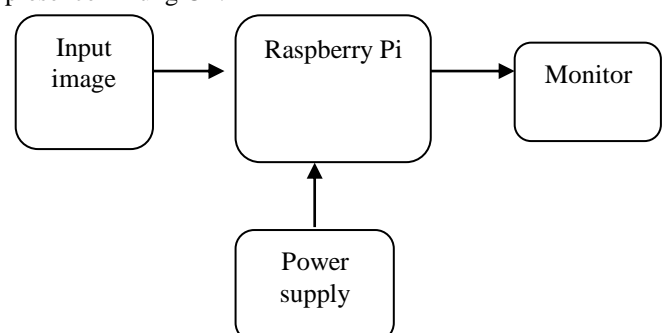 Input
image
Raspberry Pi
Monitor
Power
supply